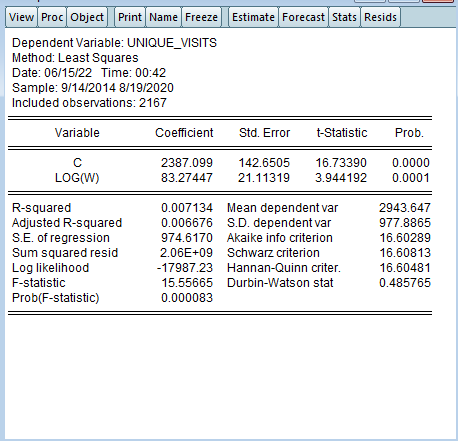 View Proc Object Print Name Freeze Estimate Forecast Stats Resids
Dependent Variable: UNIQUE_VISITS
Method: Least Squares
Date: 06/15/22 Time: 00:42
Sample: 9/14/2014 8/19/2020
Included observations: 2167
Variable Coefficient Std. Error t-Statistic Prob.
C 2387.099 142.6505 16.73390 0.0000
LOG(W) 83.27447 21.11319 3.944192 0.0001
R-squared 0.007134 Mean dependent var 2943.647
Adjusted R-squared 0.006676 S.D. dependent var 977.8865
S.E. of regression 974.6170 Akaike info criterion 16.60289
Sum squared resid 2.06E+09 Schwarz criterion 16.60813
Log likelihood -17987.23 Hannan-Quinn criter. 16.60481
F-statistic 15.55665 Durbin-Watson stat 0.485765
Prob(F-statistic) 0.000083